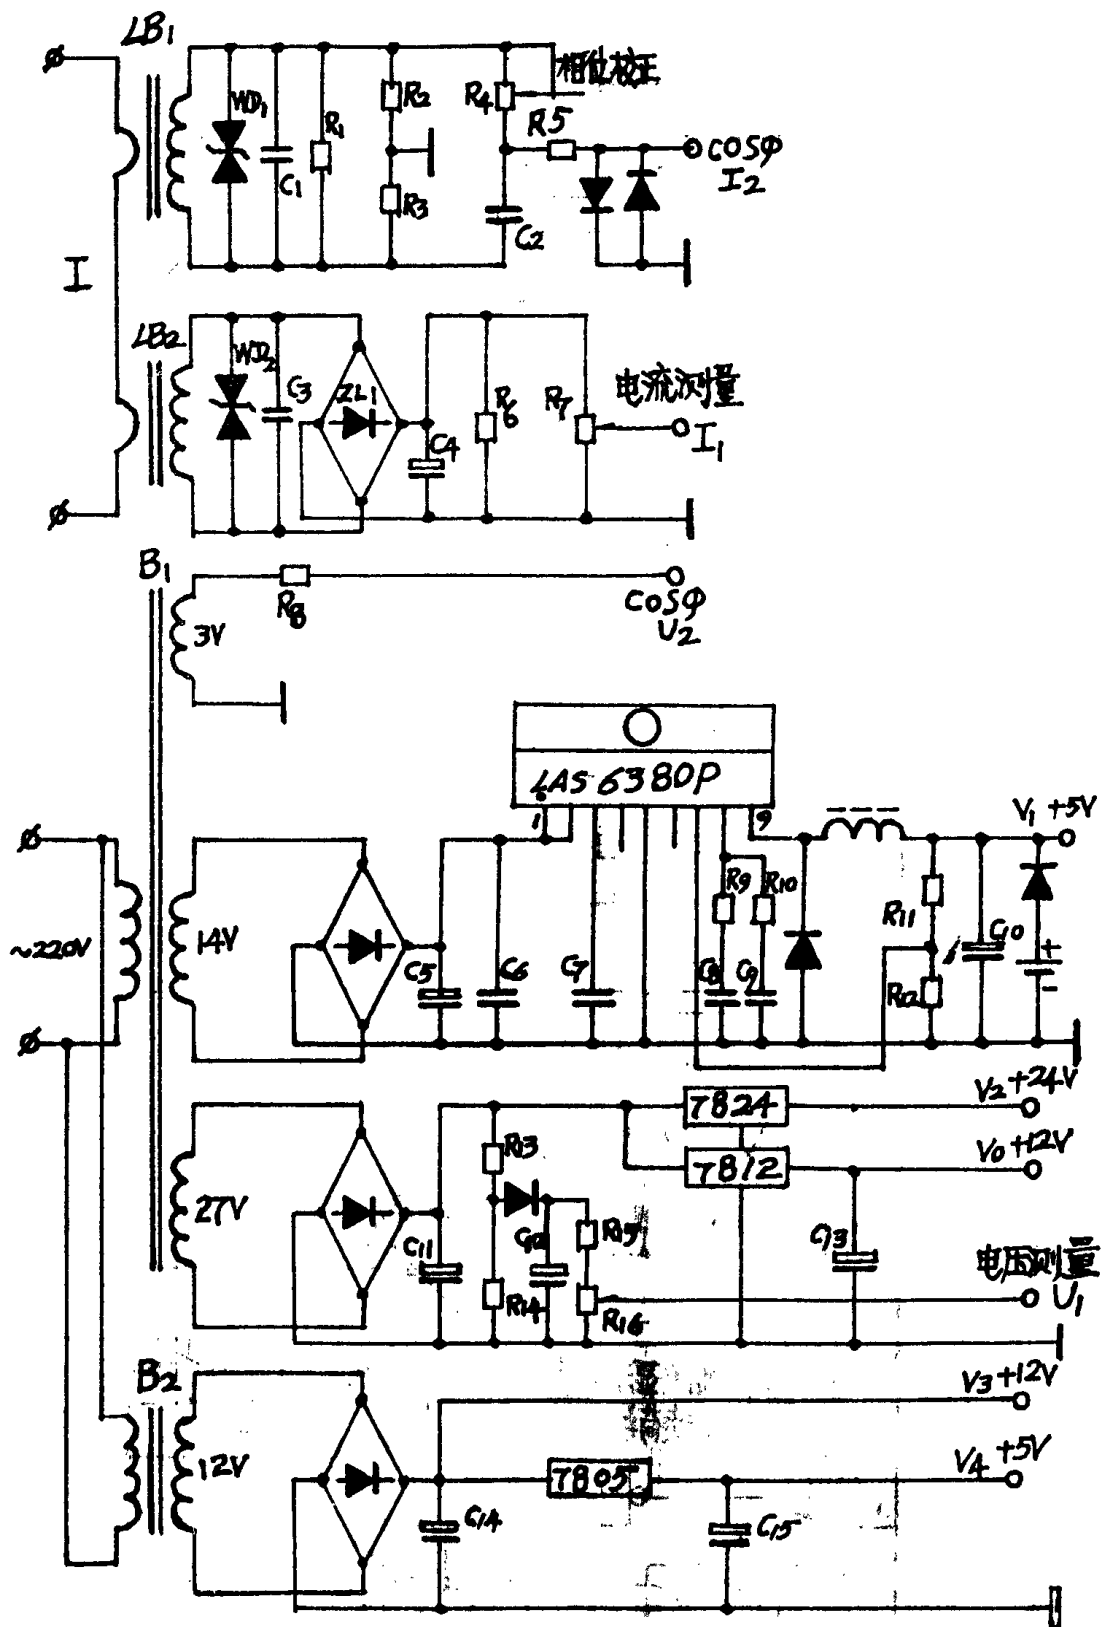 LB1
相位校正
WD1
C1
R1
R2
R3
R4
R5
C2
COSφ
I2
I
LB2
WD2
C3
ZL1
C4
R6
R7
电流测量
I1
B1
3V
R8
COSφ
U2
LAS 6380P
1
9
V1 +5V
~220V
14V
C5
C6
C7
R9
R10
C8
C9
R11
R12
C10
+
-
V2 +24V
7824
V0 +12V
7812
27V
C11
R13
R14
C12
R15
R16
C13
电压测量
U1
B2
V3 +12V
12V
7805
V4 +5V
C14
C15